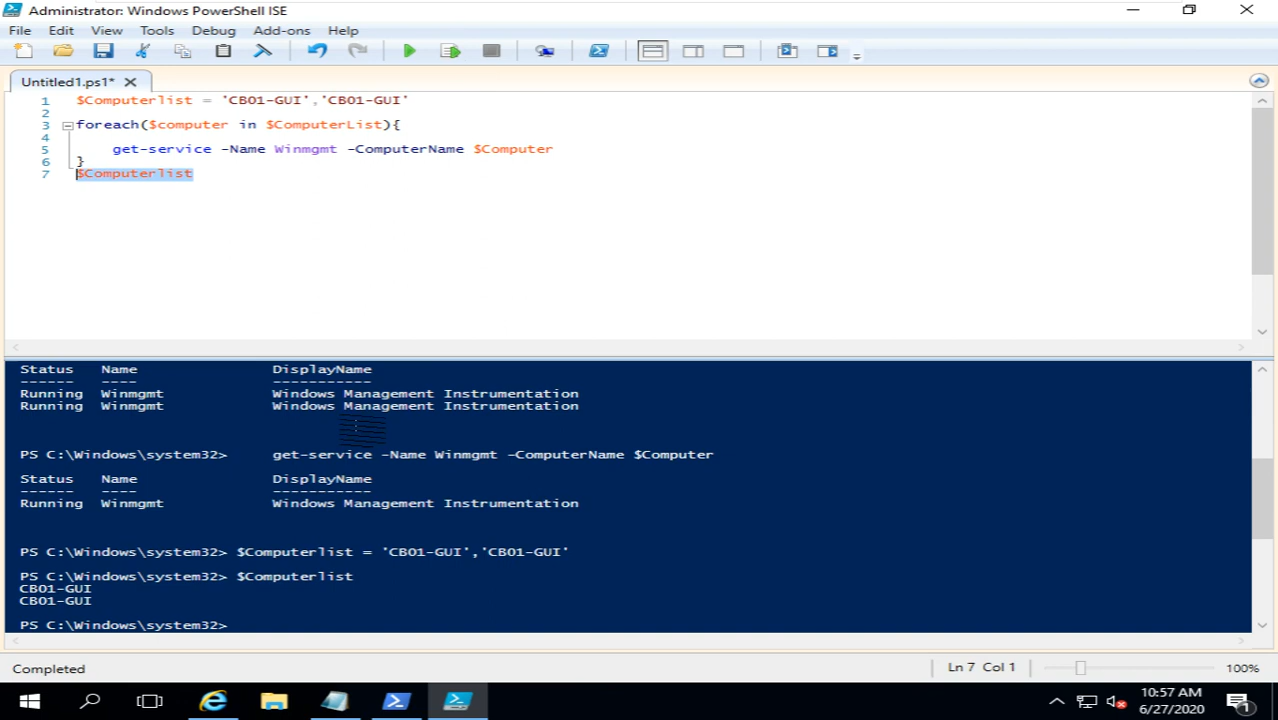 Administrator: Windows PowerShell ISE
File Edit View Tools Debug Add-ons Help
Untitled1.ps1*
1 $Computerlist = 'CB01-GUI','CB01-GUI'
2
3 foreach($computer in $ComputerList){
4
5 get-service -Name Winmgmt -ComputerName $Computer
6 }
7 $Computerlist
Status Name DisplayName
------ ---- -----------
Running Winmgmt Windows Management Instrumentation
Running Winmgmt Windows Management Instrumentation
PS C:\Windows\system32> get-service -Name Winmgmt -ComputerName $Computer
Status Name DisplayName
------ ---- -----------
Running Winmgmt Windows Management Instrumentation
PS C:\Windows\system32> $Computerlist = 'CB01-GUI','CB01-GUI'
PS C:\Windows\system32> $Computerlist
CB01-GUI
CB01-GUI
PS C:\Windows\system32>
Completed Ln 7 Col 1 100%
10:57 AM
6/27/2020
1